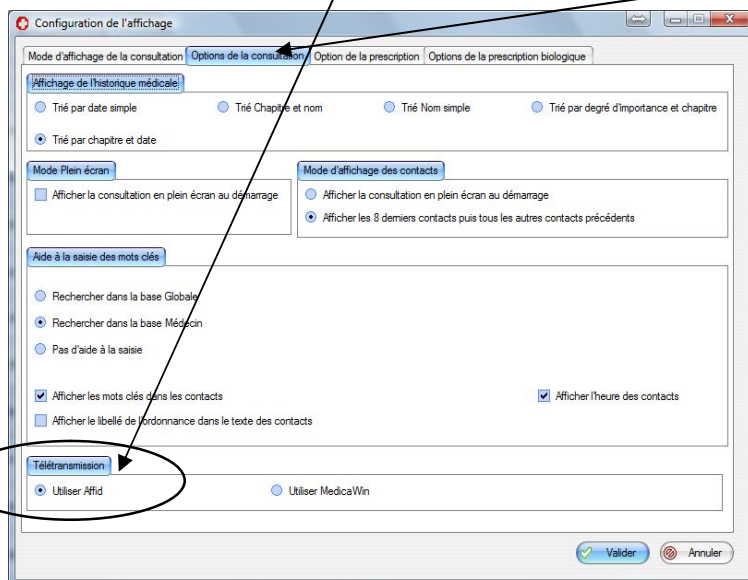 Configuration de l'affichage
Mode d'affichage de la consultation Options de la consultation Option de la prescription Options de la prescription biologique
Affichage de l'historique médicale
Trié par date simple Trié Chapitre et nom Trié Nom simple Trié par degré d'importance et chapitre
Trié par chapitre et date
Mode Plein écran Mode d'affichage des contacts
Afficher la consultation en plein écran au démarrage Afficher la consultation en plein écran au démarrage
Afficher les 8 derniers contacts puis tous les autres contacts précédents
Aide à la saisie des mots clés
Rechercher dans la base Globale
Rechercher dans la base Médecin
Pas d'aide à la saisie
Afficher les mots clés dans les contacts Afficher l'heure des contacts
Afficher le libellé de l'ordonnance dans le texte des contacts
Télétransmission
Utiliser Affid Utiliser MedicaWin
Valider Annuler